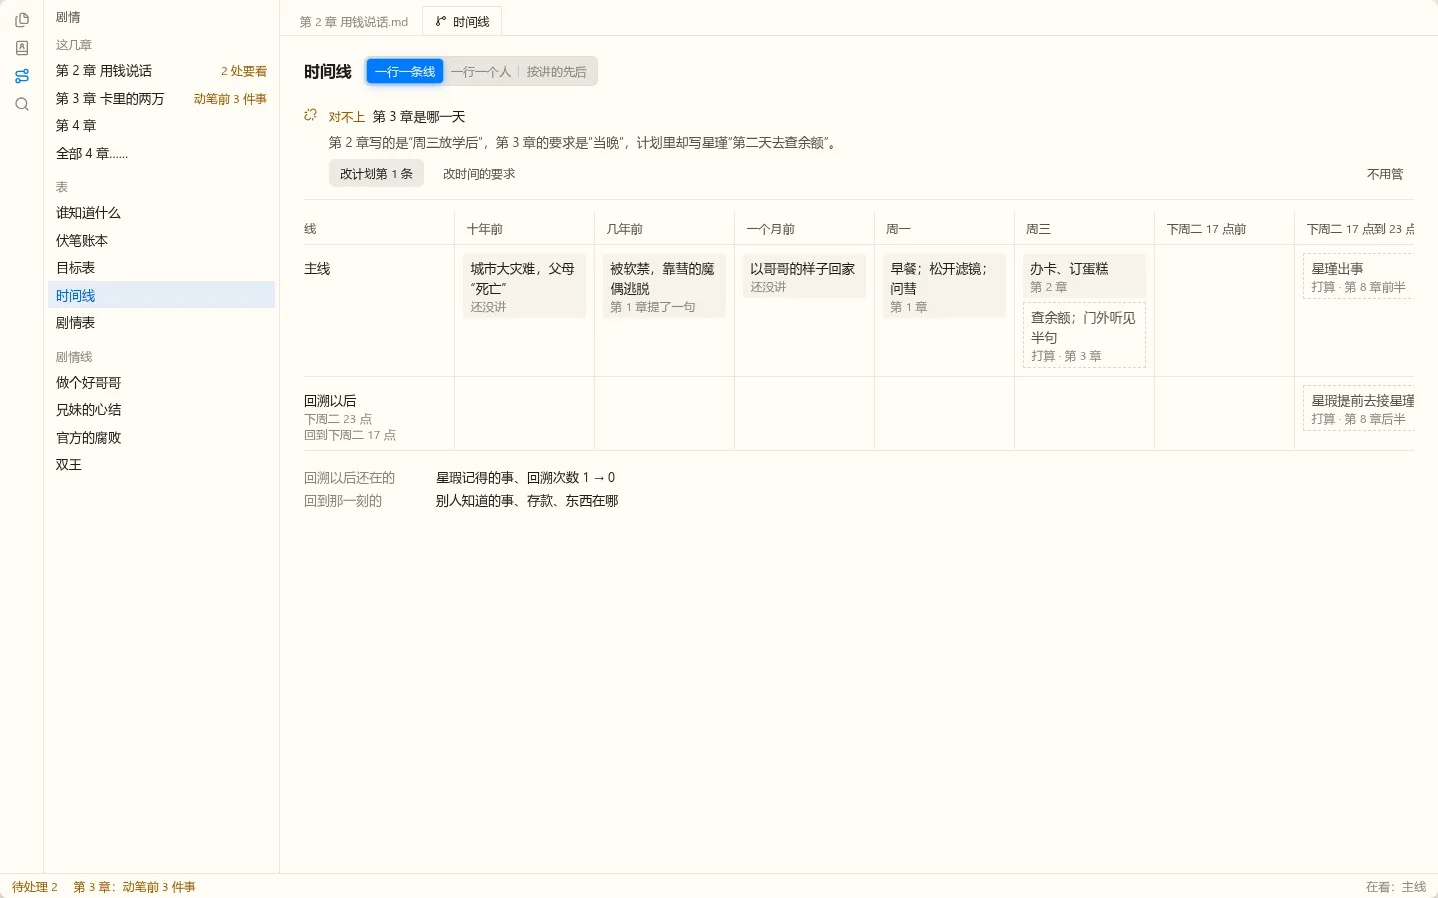 剧情
这几章
第 2 章 用钱说话 2 处要看
第 3 章 卡里的两万 动笔前 3 件事
第 4 章
全部 4 章……
表
谁知道什么
伏笔账本
目标表
时间线
剧情表
剧情线
做个好哥哥
兄妹的心结
官方的腐败
双王
第 2 章 用钱说话.md 时间线
时间线 一行一条线 一行一个人 按讲的先后
对不上 第 3 章是哪一天
第 2 章写的是“周三放学后”，第 3 章的要求是“当晚”，计划里却写星瑾“第二天去查余额”。
改计划第 1 条 改时间的要求 不用管
线 十年前 几年前 一个月前 周一 周三 下周二 17 点前 下周二 17 点到 23 点
主线
城市大灾难，父母
“死亡”
还没讲
被软禁，靠彗的魔
偶逃脱
第 1 章提了一句
以哥哥的样子回家
还没讲
早餐；松开滤镜；
问彗
第 1 章
办卡、订蛋糕
第 2 章
查余额；门外听见
半句
打算 · 第 3 章
星瑾出事
打算 · 第 8 章前半
回溯以后
下周二 23 点
回到下周二 17 点
星瑕提前去接星瑾
打算 · 第 8 章后半
回溯以后还在的 星瑕记得的事、回溯次数 1 → 0
回到那一刻的 别人知道的事、存款、东西在哪
待处理 2 第 3 章：动笔前 3 件事 在看：主线